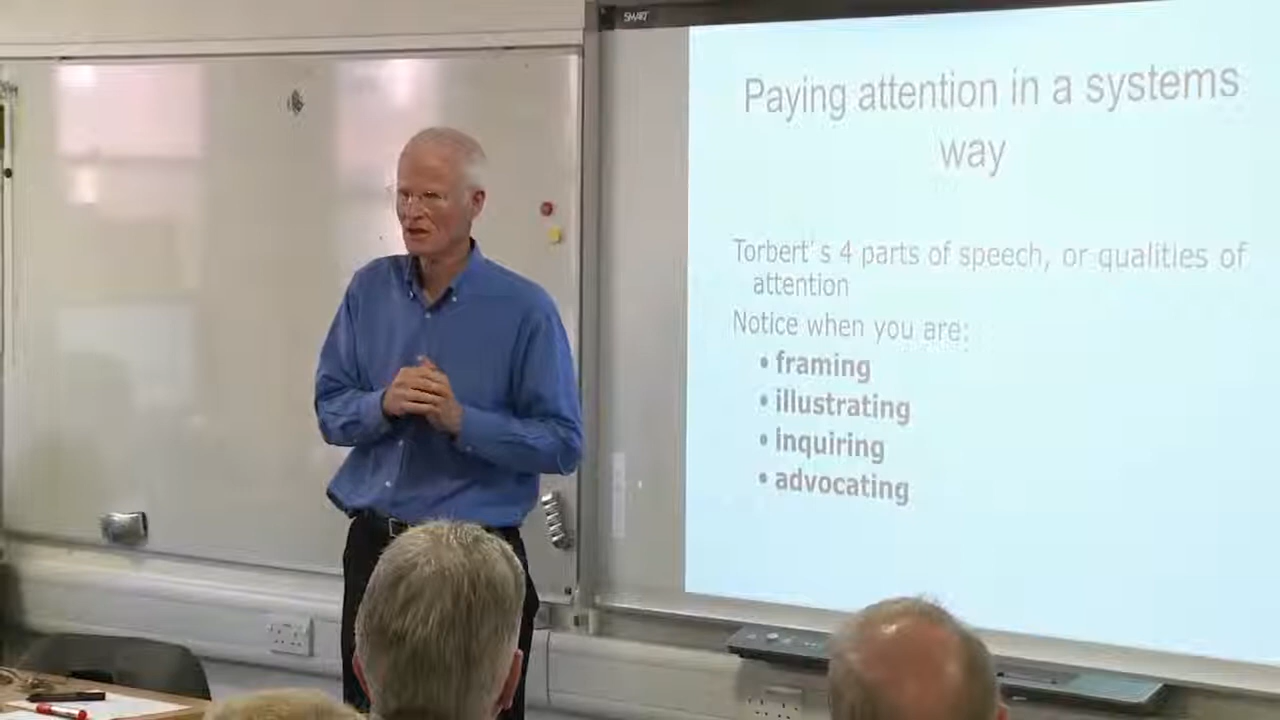 SMART
Paying attention in a systems
way
Torbert's 4 parts of speech, or qualities of
attention
Notice when you are:
• framing
• illustrating
• inquiring
• advocating